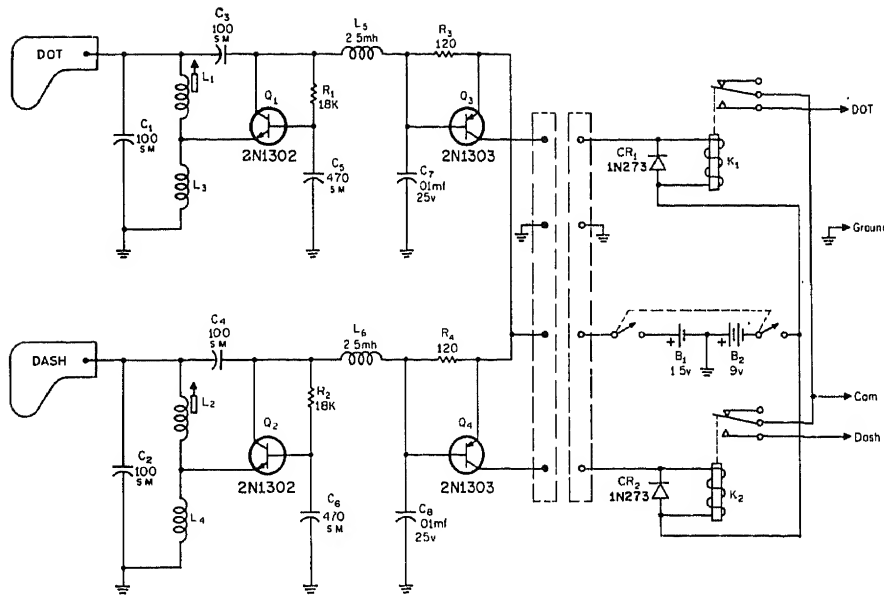 DOT
C3
100
SM
L1
C1
100
SM
L3
Q1
2N1302
R1
18K
C5
470
SM
L5
2.5mh
R3
120
Q3
2N1303
C7
.01mf
25v
CR1
1N273
K1
DOT
Ground
B1
1.5v
B2
9v
+
+
Com
Dash
DASH
C4
100
SM
L2
C2
100
SM
L4
Q2
2N1302
R2
18K
C6
470
SM
L6
2.5mh
R4
120
Q4
2N1303
C8
.01mf
25v
CR2
1N273
K2